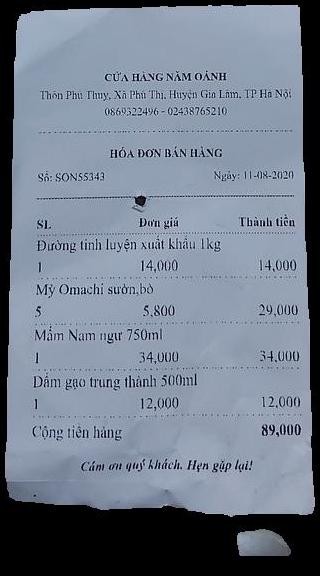 CỬA HÀNG NĂM OÁNH
Thôn Phú Thụy, Xã Phú Thị, Huyện Gia Lâm, TP Hà Nội
0869322496 - 02438765210
HÓA ĐƠN BÁN HÀNG
Số: SON55343 Ngày: 11-08-2020
SL Đơn giá Thành tiền
Đường tinh luyện xuất khẩu 1kg
1 14,000 14,000
Mỳ Omachi sườn,bò
5 5,800 29,000
Mắm Nam ngư 750ml
1 34,000 34,000
Dấm gạo trung thành 500ml
1 12,000 12,000
Cộng tiền hàng 89,000
Cám ơn quý khách. Hẹn gặp lại!